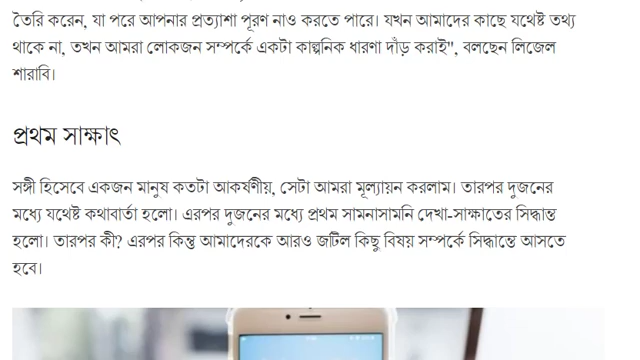 তৈরি করেন, যা পরে আপনার প্রত্যাশা পূরণ নাও করতে পারে। যখন আমাদের কাছে যথেষ্ট তথ্য
থাকে না, তখন আমরা লোকজন সম্পর্কে একটা কাল্পনিক ধারণা দাঁড় করাই", বলছেন লিজেল
শারাবি।
প্রথম সাক্ষাৎ
সঙ্গী হিসেবে একজন মানুষ কতটা আকর্ষণীয়, সেটা আমরা মূল্যায়ন করলাম। তারপর দুজনের
মধ্যে যথেষ্ট কথাবার্তা হলো। এরপর দুজনের মধ্যে প্রথম সামনাসামনি দেখা-সাক্ষাতের সিদ্ধান্ত
হলো। তারপর কী? এরপর কিন্তু আমাদেরকে আরও জটিল কিছু বিষয় সম্পর্কে সিদ্ধান্তে আসতে
হবে।